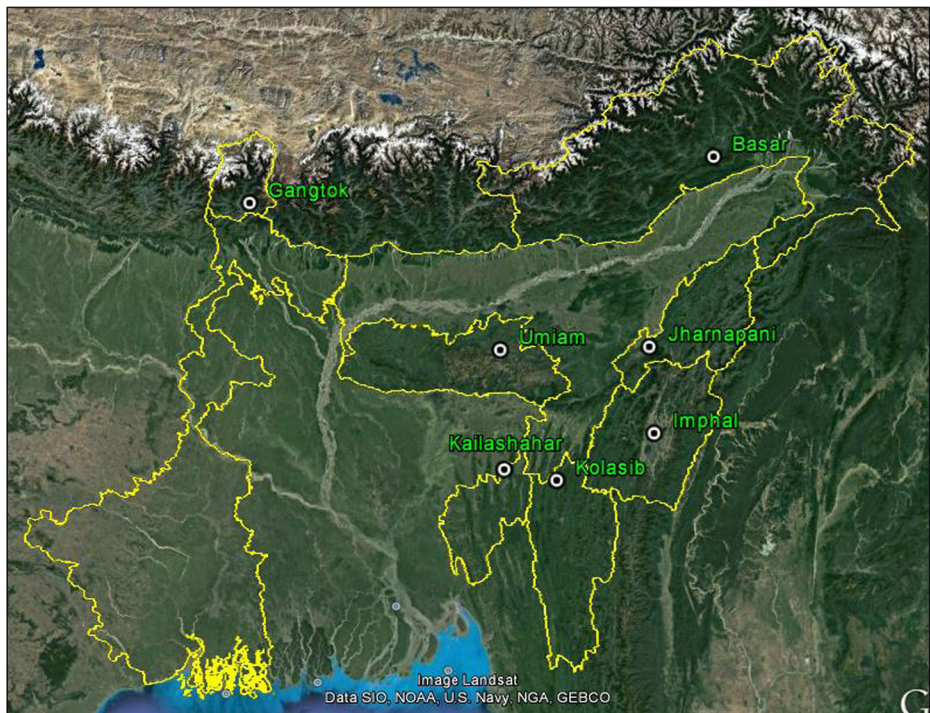 Basar
Gangtok
Umiam
Jharnapani
Imphal
Kailashahar
Kolasib
Image Landsat
Data SIO, NOAA, U.S. Navy, NGA, GEBCO
G